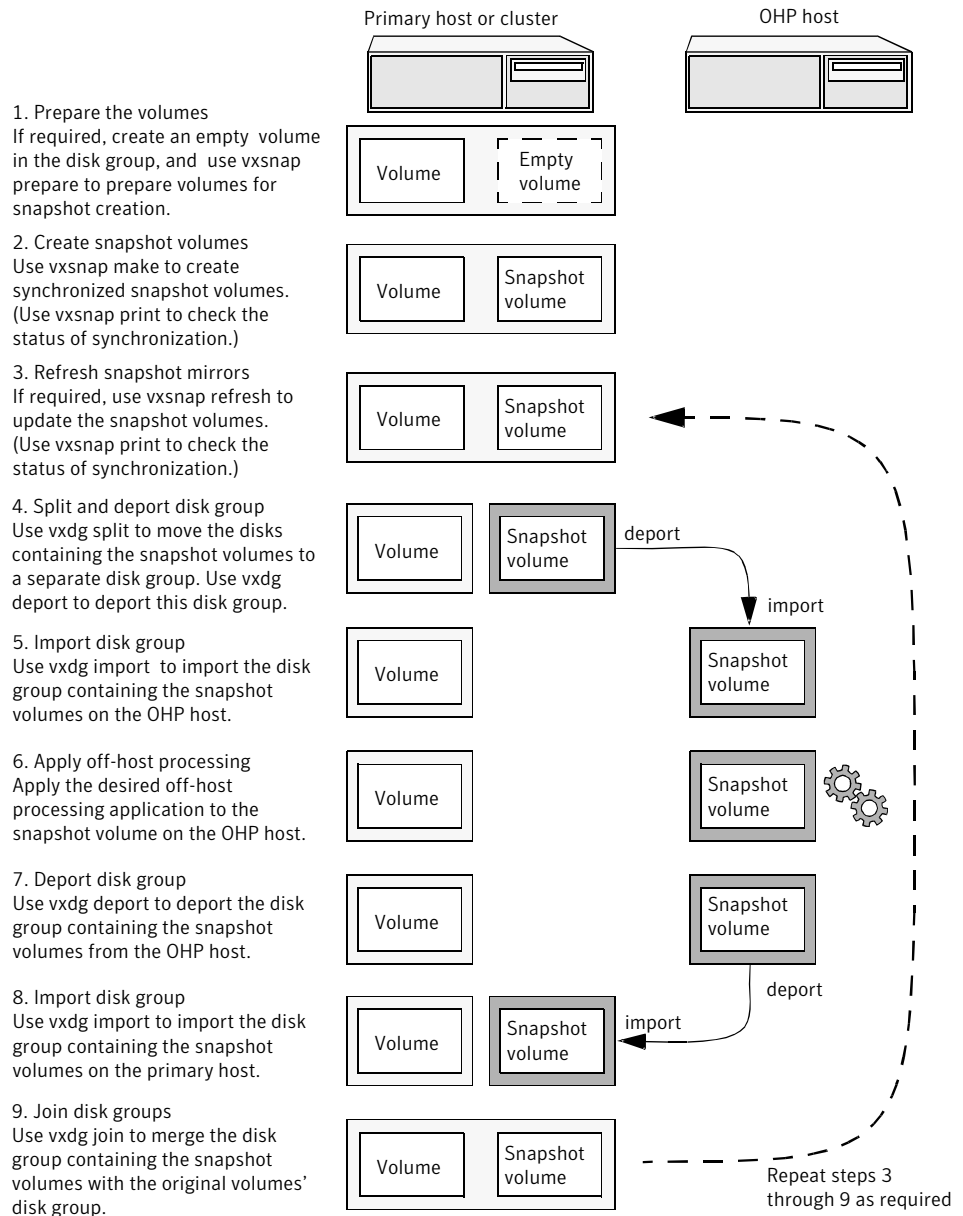 Primary host or cluster
OHP host
1. Prepare the volumes
If required, create an empty volume
in the disk group, and use vxsnap
prepare to prepare volumes for
snapshot creation.
Volume
Empty
volume
2. Create snapshot volumes
Use vxsnap make to create
synchronized snapshot volumes.
(Use vxsnap print to check the
status of synchronization.)
Volume
Snapshot
volume
3. Refresh snapshot mirrors
If required, use vxsnap refresh to
update the snapshot volumes.
(Use vxsnap print to check the
status of synchronization.)
Volume
Snapshot
volume
4. Split and deport disk group
Use vxdg split to move the disks
containing the snapshot volumes to
a separate disk group. Use vxdg
deport to deport this disk group.
Volume
Snapshot
volume
deport
import
5. Import disk group
Use vxdg import to import the disk
group containing the snapshot
volumes on the OHP host.
Volume
Snapshot
volume
6. Apply off-host processing
Apply the desired off-host
processing application to the
snapshot volume on the OHP host.
Volume
Snapshot
volume
7. Deport disk group
Use vxdg deport to deport the disk
group containing the snapshot
volumes from the OHP host.
Volume
Snapshot
volume
deport
8. Import disk group
Use vxdg import to import the disk
group containing the snapshot
volumes on the primary host.
Volume
Snapshot
volume
import
9. Join disk groups
Use vxdg join to merge the disk
group containing the snapshot
volumes with the original volumes’
disk group.
Volume
Snapshot
volume
Repeat steps 3
through 9 as required